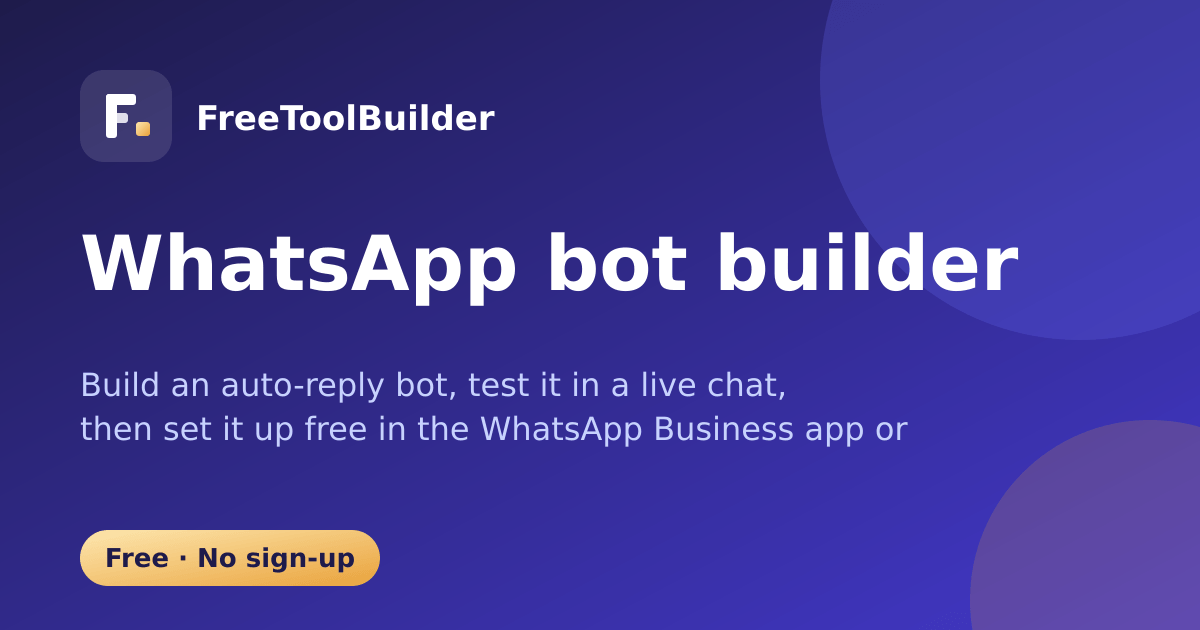 FreeToolBuilder
WhatsApp bot builder
Build an auto-reply bot, test it in a live chat,
then set it up free in the WhatsApp Business app or
Free · No sign-up